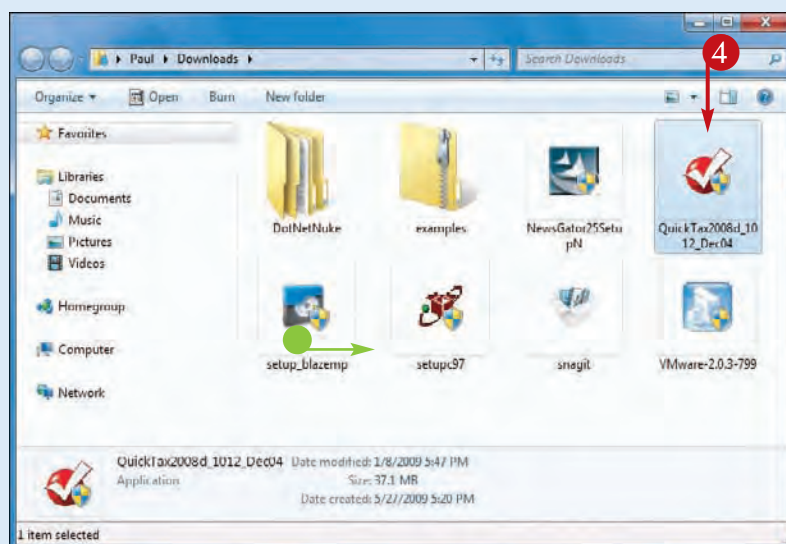 Paul ▸ Downloads ▸
Search Downloads
4
Organize ▾ Open Burn New folder
Favorites
Libraries
Documents
Music
Pictures
Videos
Homegroup
Computer
Network
DotNetNuke
examples
NewsGator25Setu
pN
QuickTax2008d_10
12_Dec04
setup_blazemp
setupc97
snagit
VMware-2.0.3-799
QuickTax2008d_1012_Dec04 Date modified: 1/8/2009 5:47 PM
Application Size: 37.1 MB
Date created: 5/27/2009 5:20 PM
1 item selected